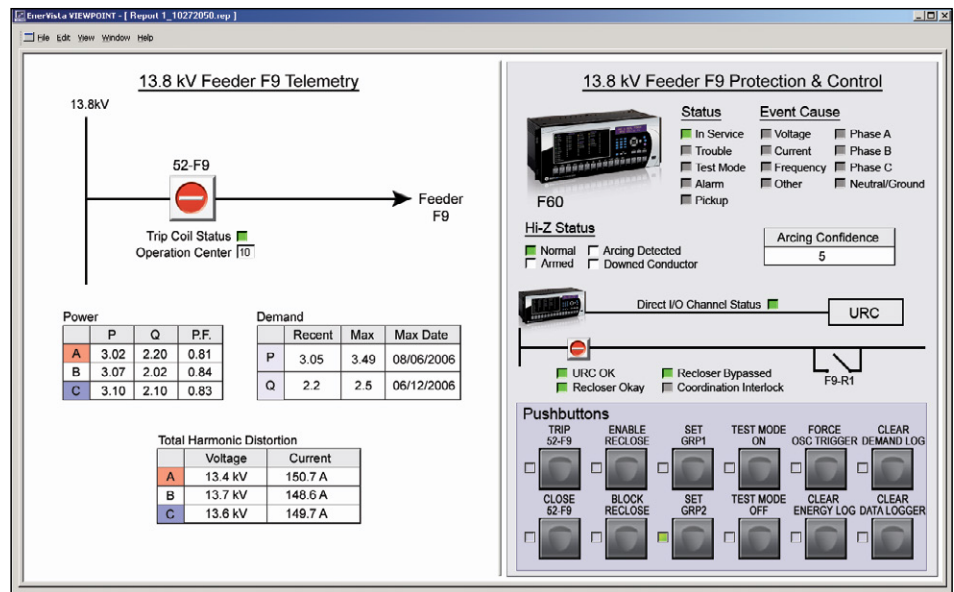 EnerVista VIEWPOINT - [ Report 1_10272050.rep ]
File Edit View Window Help
13.8 kV Feeder F9 Telemetry
13.8kV
52-F9
Feeder
F9
Trip Coil Status
Operation Center 10
Power
P Q P.F.
A 3.02 2.20 0.81
B 3.07 2.02 0.84
C 3.10 2.10 0.83
Demand
Recent Max Max Date
P 3.05 3.49 08/06/2006
Q 2.2 2.5 06/12/2006
Total Harmonic Distortion
Voltage Current
A 13.4 kV 150.7 A
B 13.7 kV 148.6 A
C 13.6 kV 149.7 A
13.8 kV Feeder F9 Protection & Control
F60
Status Event Cause
In Service Voltage Phase A
Trouble Current Phase B
Test Mode Frequency Phase C
Alarm Other Neutral/Ground
Pickup
Hi-Z Status
Normal Arcing Detected
Armed Downed Conductor
Arcing Confidence
5
Direct I/O Channel Status
URC
F9-R1
URC OK Recloser Bypassed
Recloser Okay Coordination Interlock
Pushbuttons
TRIP ENABLE SET TEST MODE FORCE CLEAR
52-F9 RECLOSE GRP1 ON OSC TRIGGER DEMAND LOG
CLOSE BLOCK SET TEST MODE CLEAR CLEAR
52-F9 RECLOSE GRP2 OFF ENERGY LOG DATA LOGGER